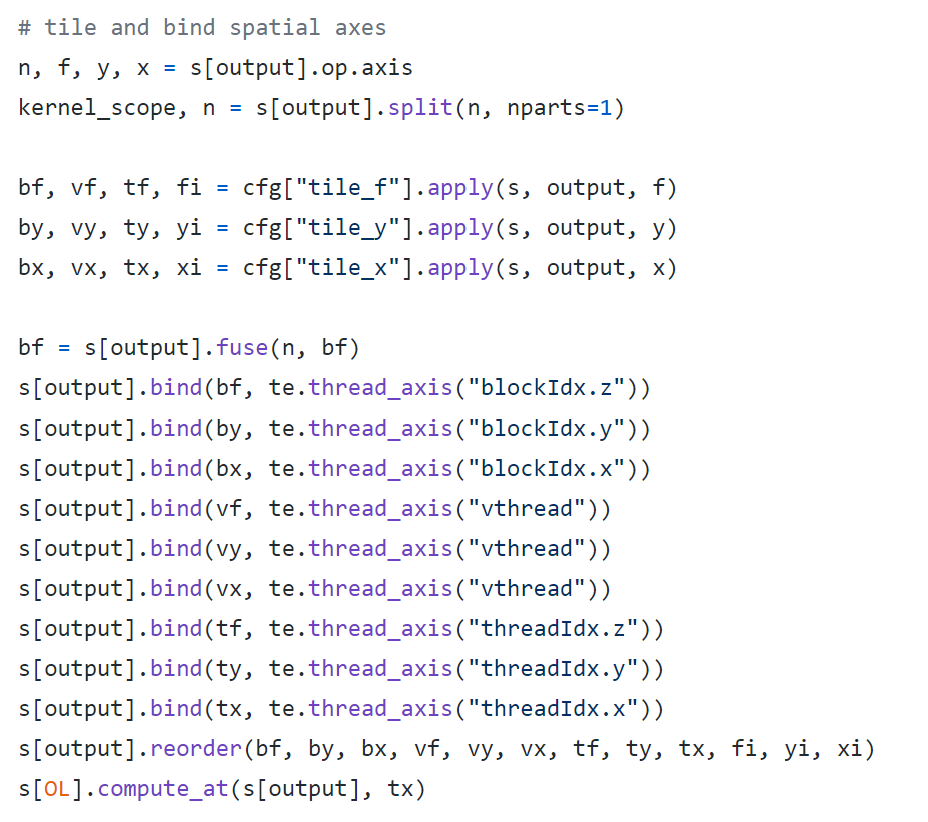 # tile and bind spatial axes
n, f, y, x = s[output].op.axis
kernel_scope, n = s[output].split(n, nparts=1)
bf, vf, tf, fi = cfg["tile_f"].apply(s, output, f)
by, vy, ty, yi = cfg["tile_y"].apply(s, output, y)
bx, vx, tx, xi = cfg["tile_x"].apply(s, output, x)
bf = s[output].fuse(n, bf)
s[output].bind(bf, te.thread_axis("blockIdx.z"))
s[output].bind(by, te.thread_axis("blockIdx.y"))
s[output].bind(bx, te.thread_axis("blockIdx.x"))
s[output].bind(vf, te.thread_axis("vthread"))
s[output].bind(vy, te.thread_axis("vthread"))
s[output].bind(vx, te.thread_axis("vthread"))
s[output].bind(tf, te.thread_axis("threadIdx.z"))
s[output].bind(ty, te.thread_axis("threadIdx.y"))
s[output].bind(tx, te.thread_axis("threadIdx.x"))
s[output].reorder(bf, by, bx, vf, vy, vx, tf, ty, tx, fi, yi, xi)
s[OL].compute_at(s[output], tx)